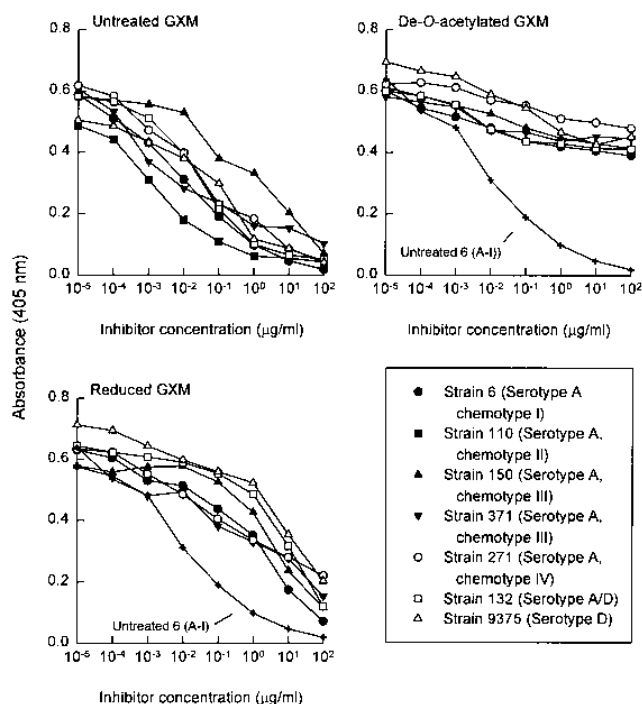 Untreated GXM
0.8
0.6
0.4
0.2
0.0
10⁻⁵ 10⁻⁴ 10⁻³ 10⁻² 10⁻¹ 10⁰ 10¹ 10²
Inhibitor concentration (μg/ml)
De-O-acetylated GXM
0.8
0.6
0.4
0.2
0.0
Untreated 6 (A-I))
10⁻⁵ 10⁻⁴ 10⁻³ 10⁻² 10⁻¹ 10⁰ 10¹ 10²
Inhibitor concentration (μg/ml)
Absorbance (405 nm)
Reduced GXM
0.8
0.6
0.4
0.2
0.0
Untreated 6 (A-I)
10⁻⁵ 10⁻⁴ 10⁻³ 10⁻² 10⁻¹ 10⁰ 10¹ 10²
Inhibitor concentration (μg/ml)
Strain 6 (Serotype A
chemotype I)
Strain 110 (Serotype A,
chemotype II)
Strain 150 (Serotype A,
chemotype III)
Strain 371 (Serotype A,
chemotype III)
Strain 271 (Serotype A,
chemotype IV)
Strain 132 (Serotype A/D)
Strain 9375 (Serotype D)